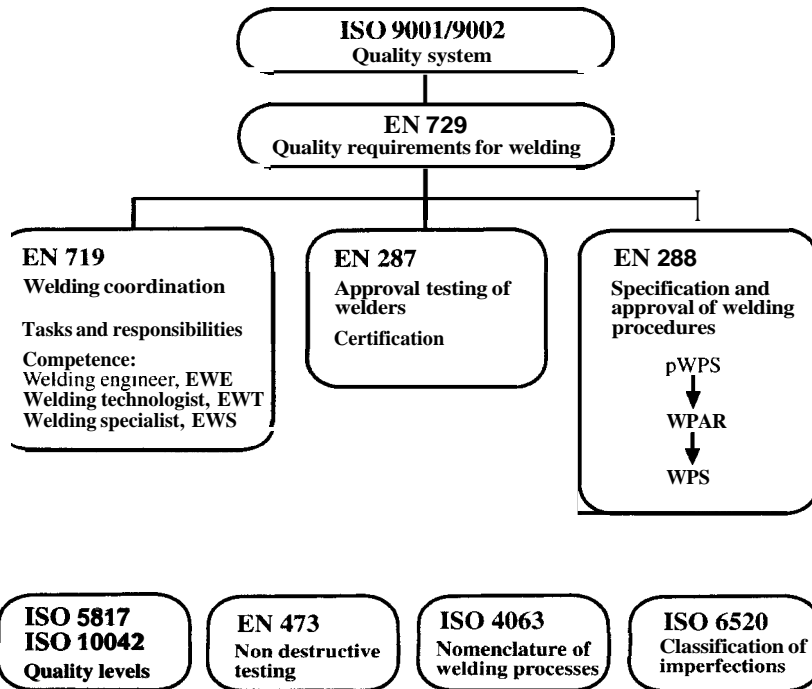 ISO 9001/9002
Quality system
EN 729
Quality requirements for welding
EN 719
Welding coordination
Tasks and responsibilities
Competence:
Welding engineer, EWE
Welding technologist, EWT
Welding specialist, EWS
EN 287
Approval testing of
welders
Certification
EN 288
Specification and
approval of welding
procedures
pWPS
WPAR
WPS
ISO 5817
ISO 10042
Quality levels
EN 473
Non destructive
testing
ISO 4063
Nomenclature of
welding processes
ISO 6520
Classification of
imperfections